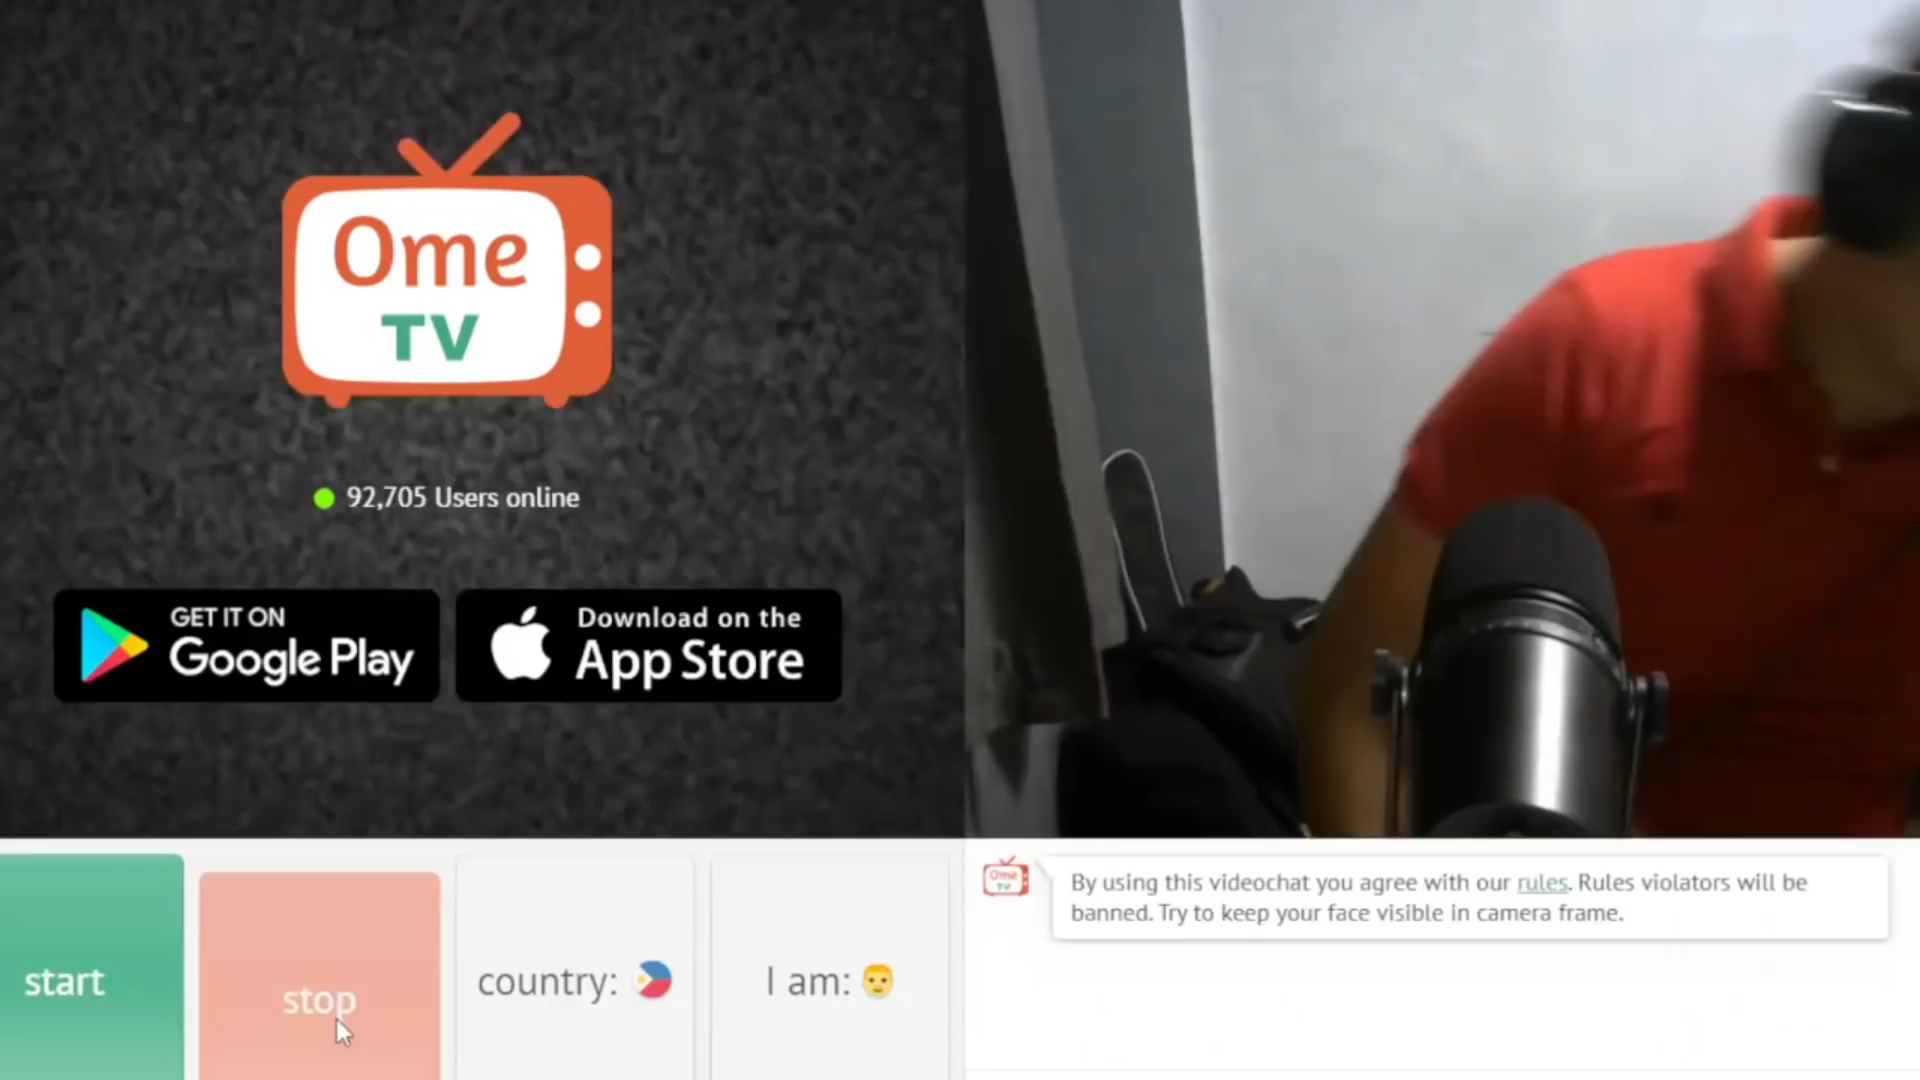 Ome
TV
92,705 Users online
GET IT ON
Google Play
Download on the
App Store
start
stop
country:
I am:
Ome
TV
By using this videochat you agree with our rules. Rules violators will be
banned. Try to keep your face visible in camera frame.